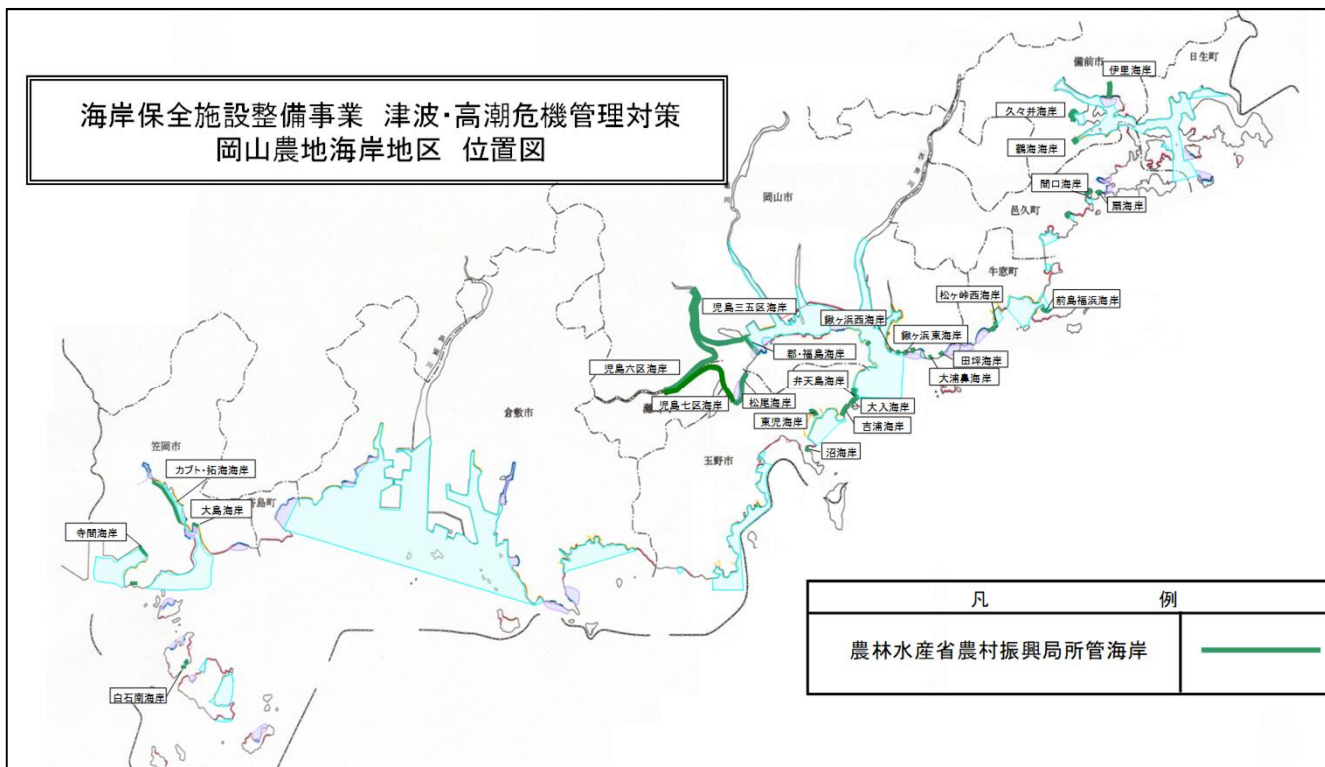 海岸保全施設整備事業 津波・高潮危機管理対策
岡山農地海岸地区 位置図
日生町
備前市
伊里海岸
久々井海岸
鶴海海岸
間口海岸
扇海岸
邑久町
岡山市
吉井川
牛窓町
松ヶ峠西海岸
前島福浜海岸
児島三五区海岸
鍬ヶ浜西海岸
鍬ヶ浜東海岸
郡・福島海岸
田坪海岸
大浦鼻海岸
児島六区海岸
弁天島海岸
児島七区海岸
松尾海岸
大入海岸
東児海岸
吉浦海岸
倉敷市
沼海岸
玉野市
笠岡市
カブト・拓海海岸
大島海岸
寺間海岸
白石南海岸
凡 例
農林水産省農村振興局所管海岸